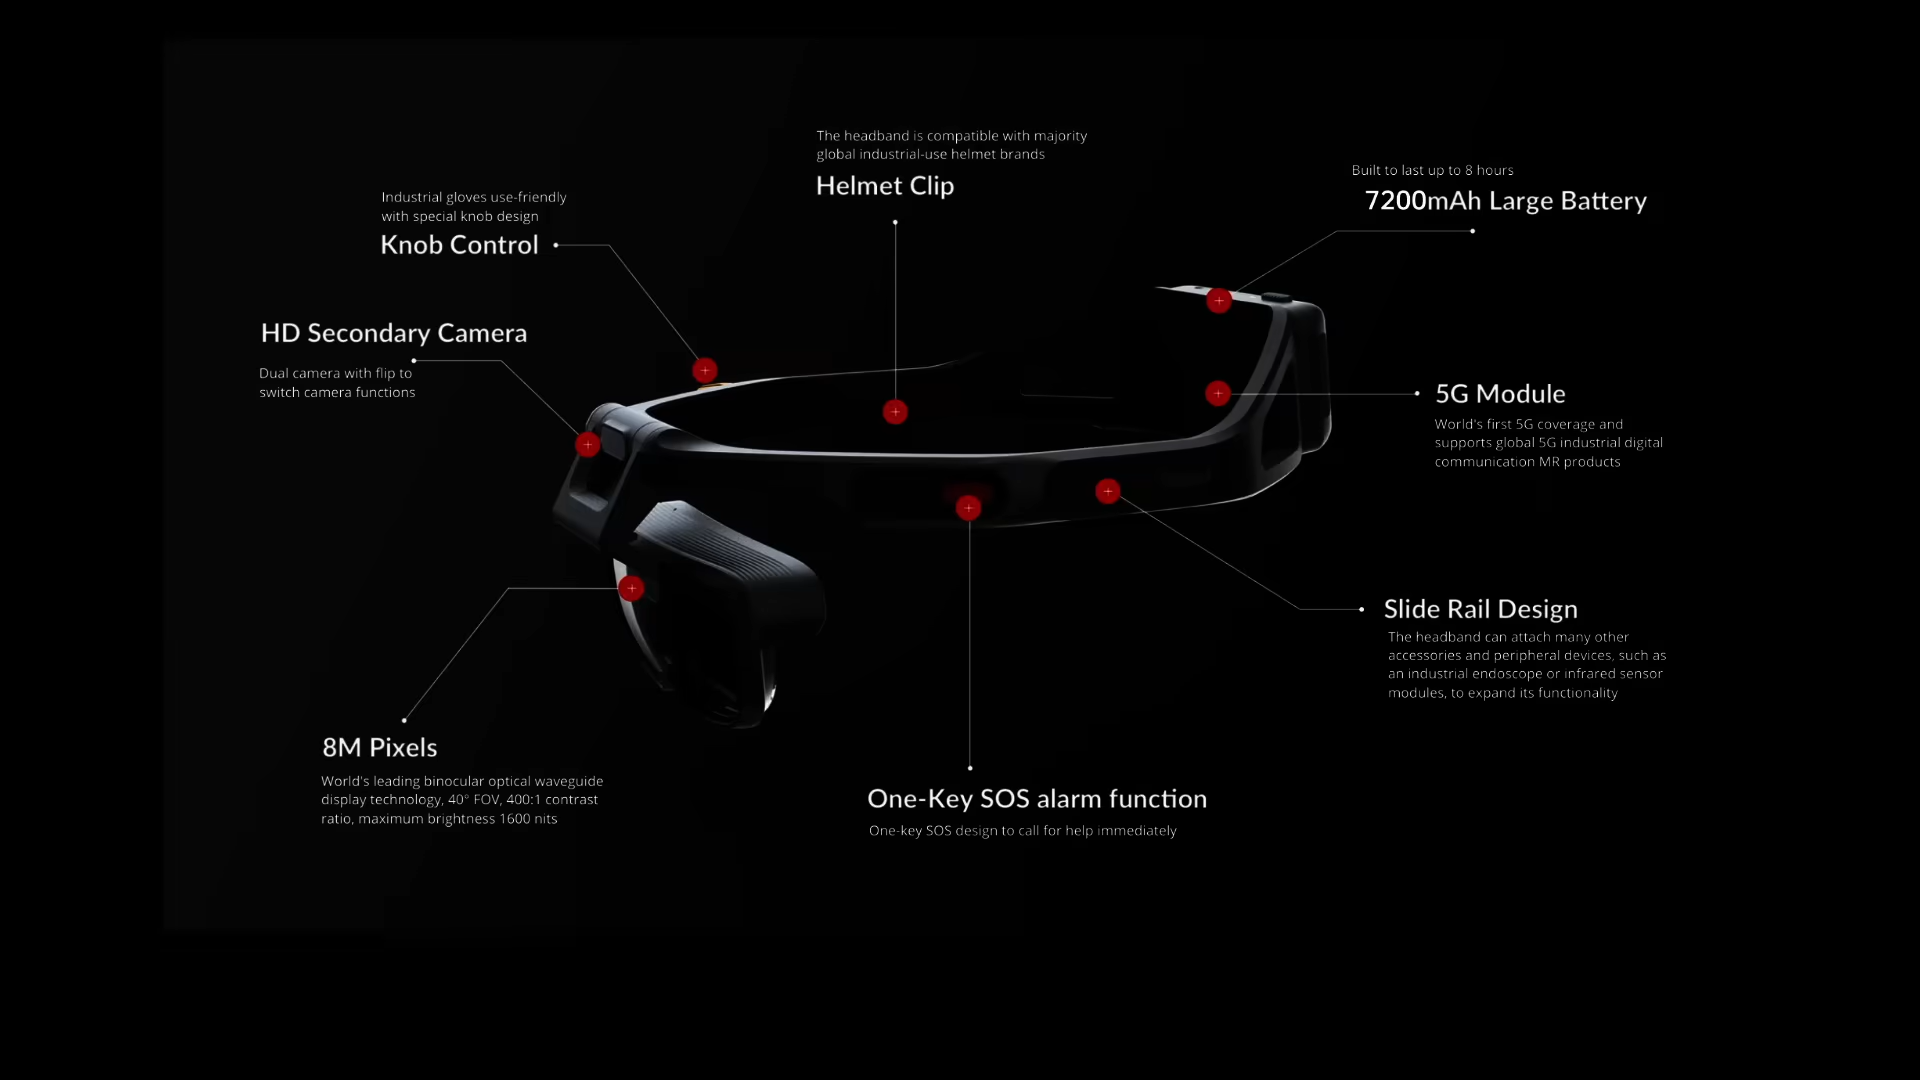 The headband is compatible with majority
global industrial-use helmet brands
Helmet Clip
Built to last up to 8 hours
7200mAh Large Battery
Industrial gloves use-friendly
with special knob design
Knob Control
HD Secondary Camera
Dual camera with flip to
switch camera functions
5G Module
World's first 5G coverage and
supports global 5G industrial digital
communication MR products
Slide Rail Design
The headband can attach many other
accessories and peripheral devices, such as
an industrial endoscope or infrared sensor
modules, to expand its functionality
8M Pixels
World's leading binocular optical waveguide
display technology, 40° FOV, 400:1 contrast
ratio, maximum brightness 1600 nits
One-Key SOS alarm function
One-key SOS design to call for help immediately